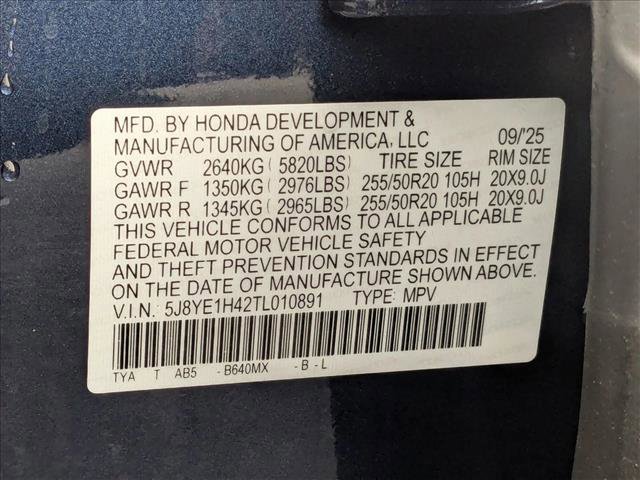 MFD. BY HONDA DEVELOPMENT &
MANUFACTURING OF AMERICA, LLC 09/'25
GVWR 2640KG ( 5820LBS) TIRE SIZE RIM SIZE
GAWR F 1350KG ( 2976LBS) 255/50R20 105H 20X9.0J
GAWR R 1345KG ( 2965LBS) 255/50R20 105H 20X9.0J
THIS VEHICLE CONFORMS TO ALL APPLICABLE
FEDERAL MOTOR VEHICLE SAFETY
AND THEFT PREVENTION STANDARDS IN EFFECT
ON THE DATE OF MANUFACTURE SHOWN ABOVE.
V.I.N.: 5J8YE1H42TL010891 TYPE: MPV
TYA T AB5 -B640MX -B - L